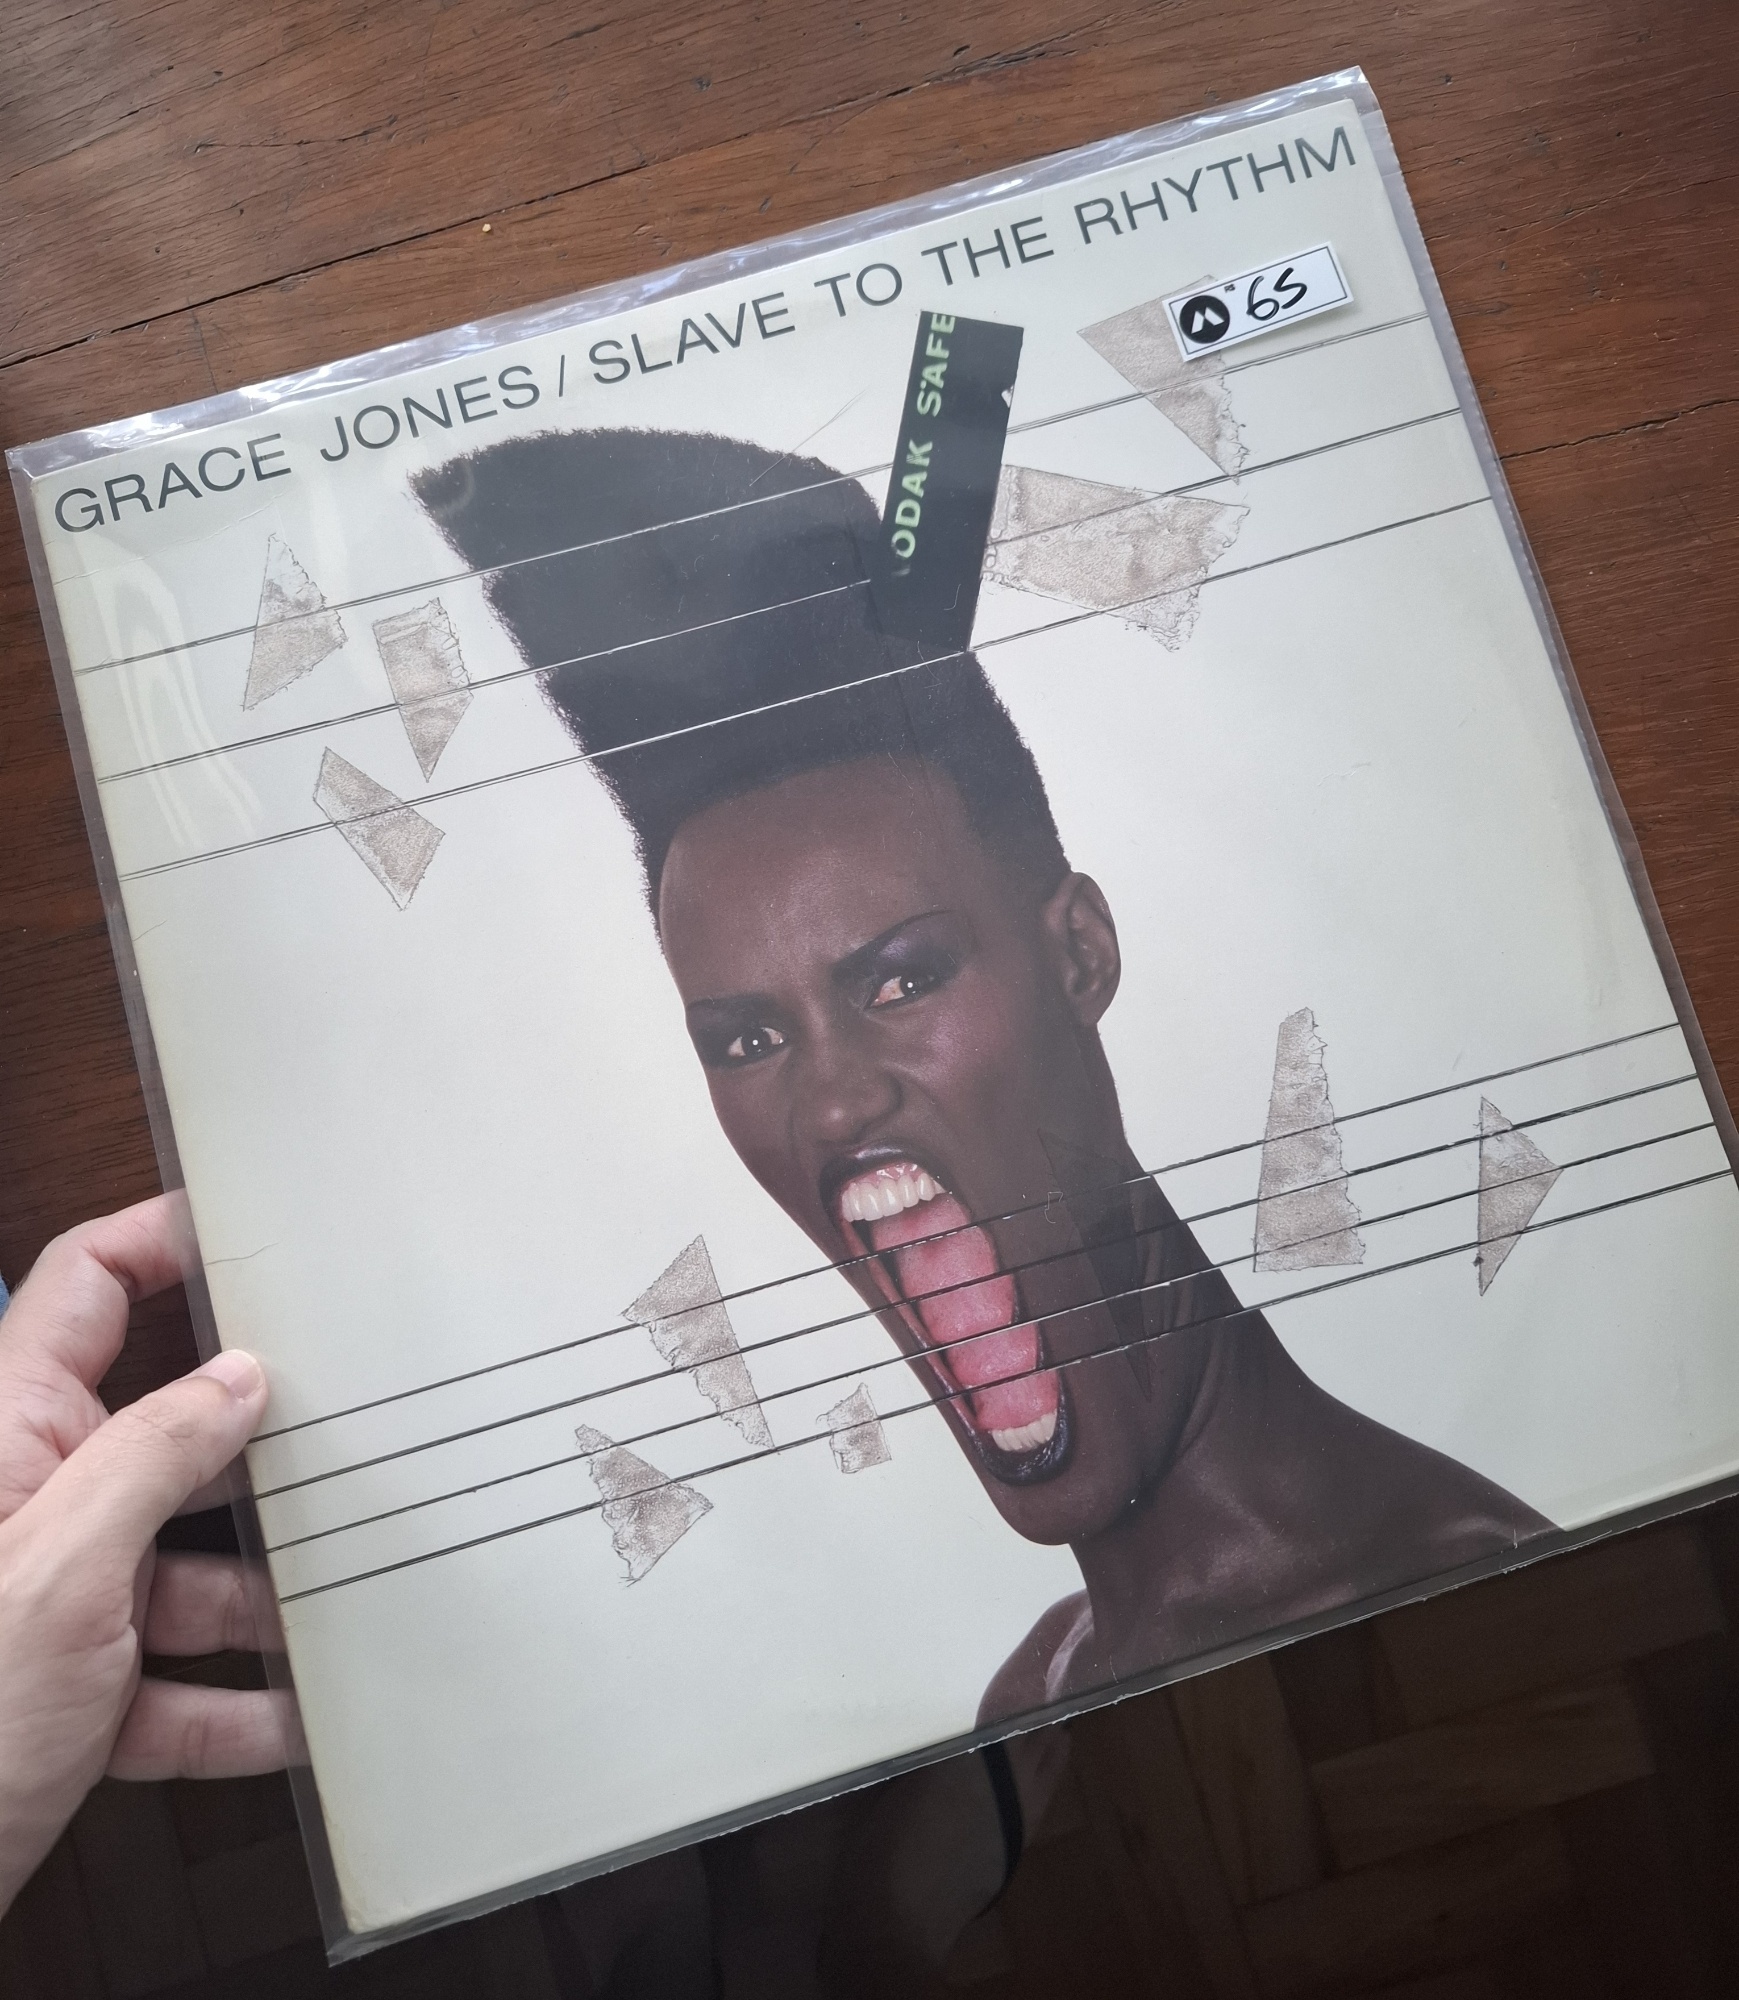 GRACE JONES / SLAVE TO THE RHYTHM
R$ 65
ODAK SAFE